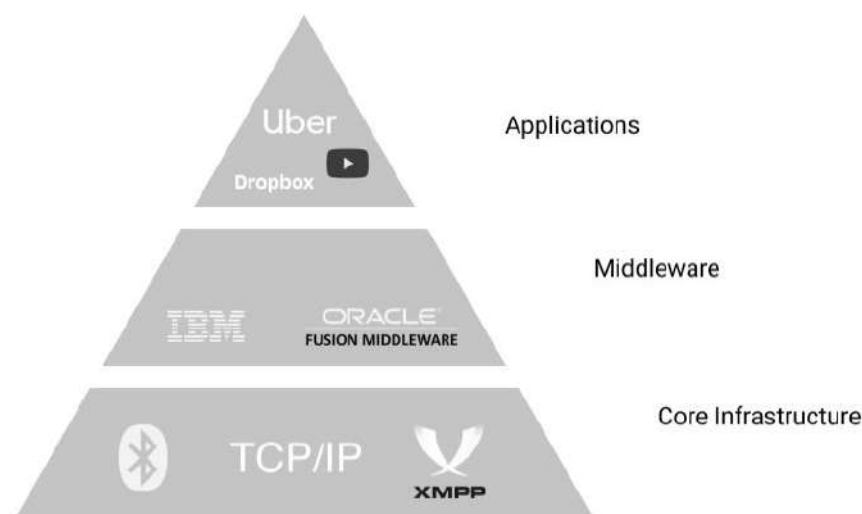 Uber
Applications
Dropbox
Middleware
IBM
ORACLE
FUSION MIDDLEWARE
Core Infrastructure
TCP/IP
XMPP